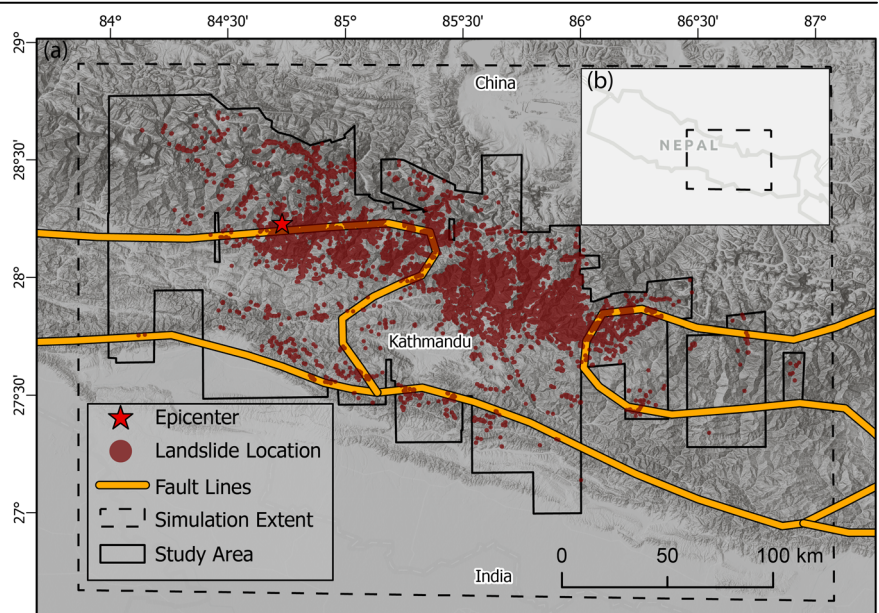 84° 84°30' 85° 85°30' 86° 86°30' 87°
29°
(a)
China
(b)
NEPAL
28°30'
28°
Kathmandu
27°30'
27°
Epicenter
Landslide Location
Fault Lines
Simulation Extent
Study Area
0 50 100 km
India